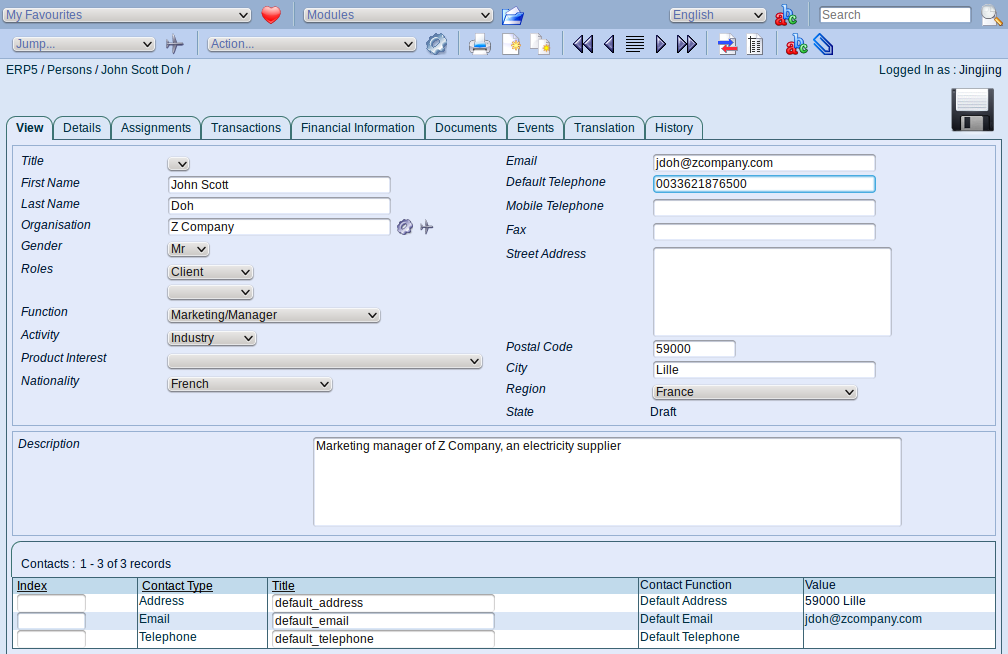 My Favourites Modules English Search
Jump... Action...
ERP5 / Persons / John Scott Doh / Logged In as : Jingjing
View Details Assignments Transactions Financial Information Documents Events Translation History
Title
First Name John Scott
Last Name Doh
Organisation Z Company
Gender Mr
Roles Client
Function Marketing/Manager
Activity Industry
Product Interest
Nationality French
Email jdoh@zcompany.com
Default Telephone 0033621876500
Mobile Telephone
Fax
Street Address
Postal Code 59000
City Lille
Region France
State Draft
Description Marketing manager of Z Company, an electricity supplier
Contacts : 1 - 3 of 3 records
Index Contact Type Title Contact Function Value
Address default_address Default Address 59000 Lille
Email default_email Default Email jdoh@zcompany.com
Telephone default_telephone Default Telephone